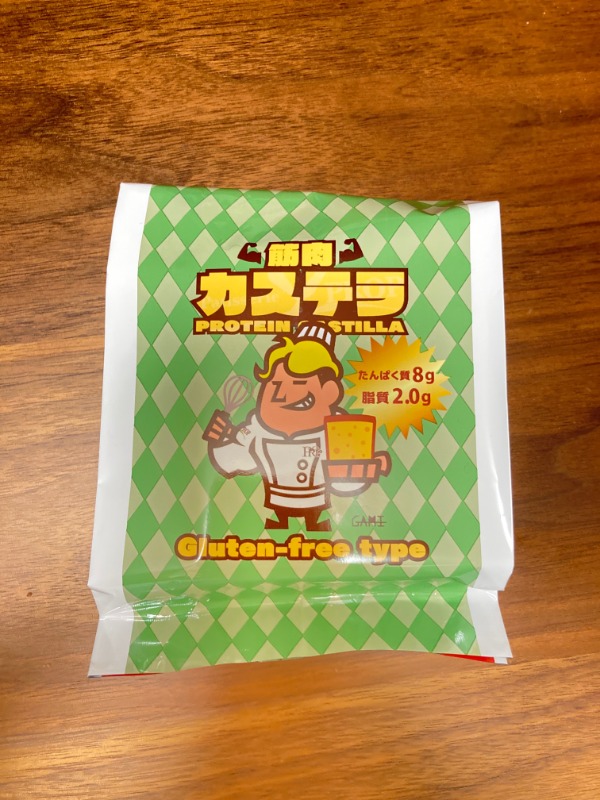 筋肉
カステラ
PROTEIN STILLA
たんぱく質8g
脂質2.0g
GAMI
Gluten-free type